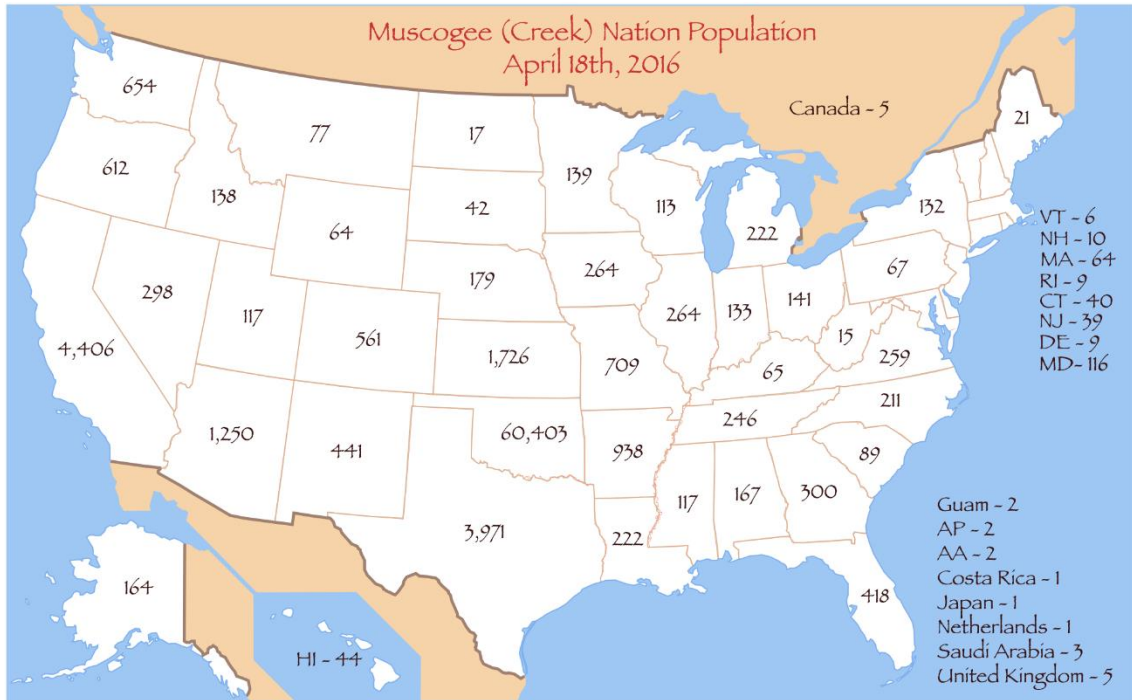 Muscogee (Creek) Nation Population
April 18th, 2016
Canada - 5
654
77
17
139
21
612
138
42
113
222
132
64
67
298
179
264
117
561
264
133
141
15
4,406
1,726
709
65
259
211
1,250
441
60,403
938
246
89
117
167
300
3,971
222
418
164
HI - 44
VT - 6
NH - 10
MA - 64
RI - 9
CT - 40
NJ - 39
DE - 9
MD- 116
Guam - 2
AP - 2
AA - 2
Costa Rica - 1
Japan - 1
Netherlands - 1
Saudi Arabia - 3
United Kingdom - 5